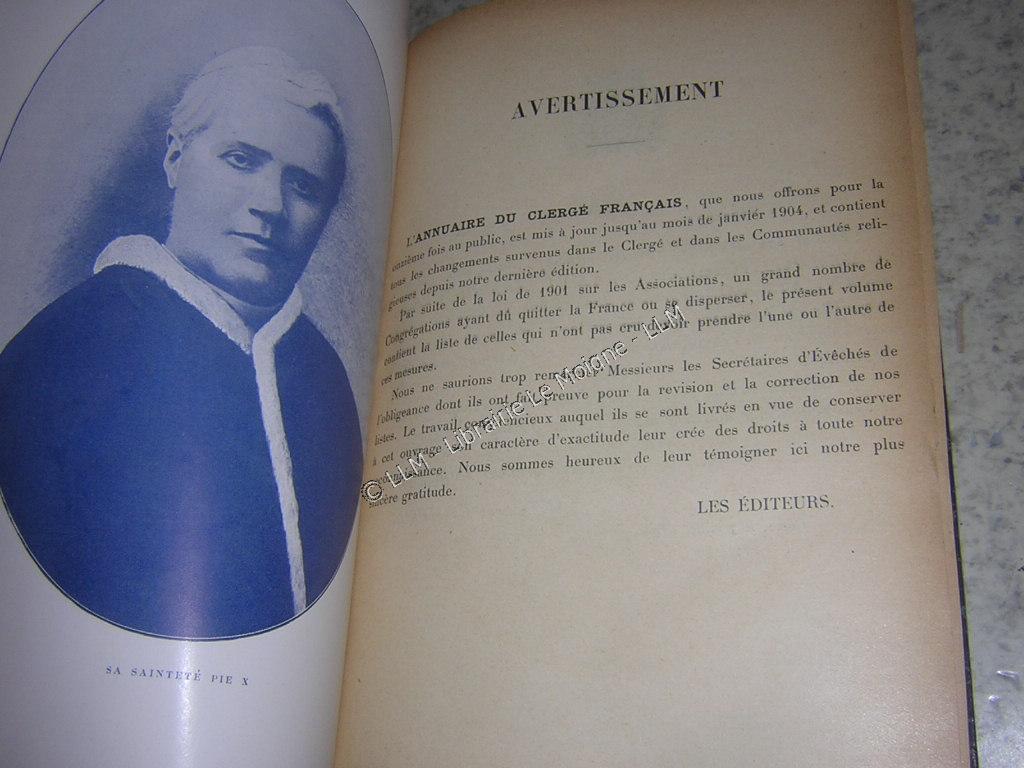 SA SAINTETÉ PIE X
AVERTISSEMENT
L'ANNUAIRE DU CLERGÉ FRANÇAIS, que nous offrons pour la
onzième fois au public, est mis à jour jusqu'au mois de janvier 1904, et contient
tous les changements survenus dans le Clergé et dans les Communautés reli-
gieuses depuis notre dernière édition.
Par suite de la loi de 1901 sur les Associations, un grand nombre de
Congrégations ayant dû quitter la France ou se disperser, le présent volume
contient la liste de celles qui n'ont pas cru devoir prendre l'une ou l'autre de
ces mesures.
Nous ne saurions trop remercier Messieurs les Secrétaires d'Évêchés de
l'obligeance dont ils ont fait preuve pour la revision et la correction de nos
listes. Le travail consciencieux auquel ils se sont livrés en vue de conserver
à cet ouvrage son caractère d'exactitude leur crée des droits à toute notre
reconnaissance. Nous sommes heureux de leur témoigner ici notre plus
sincère gratitude.
LES ÉDITEURS.
© LLM - Librairie Le Moigne - LLM